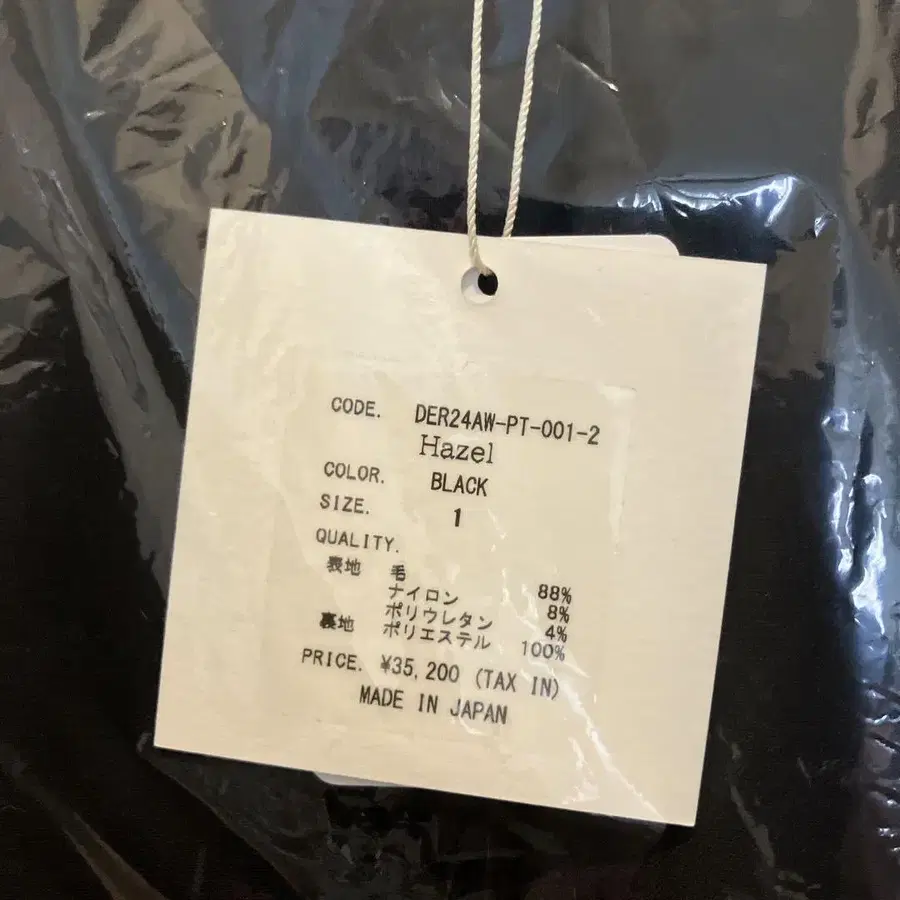 CODE. DER24AW-PT-001-2
Hazel
COLOR. BLACK
SIZE. 1
QUALITY.
表地 毛 88%
ナイロン 8%
ポリウレタン 4%
裏地 ポリエステル 100%
PRICE. ¥35,200 (TAX IN)
MADE IN JAPAN